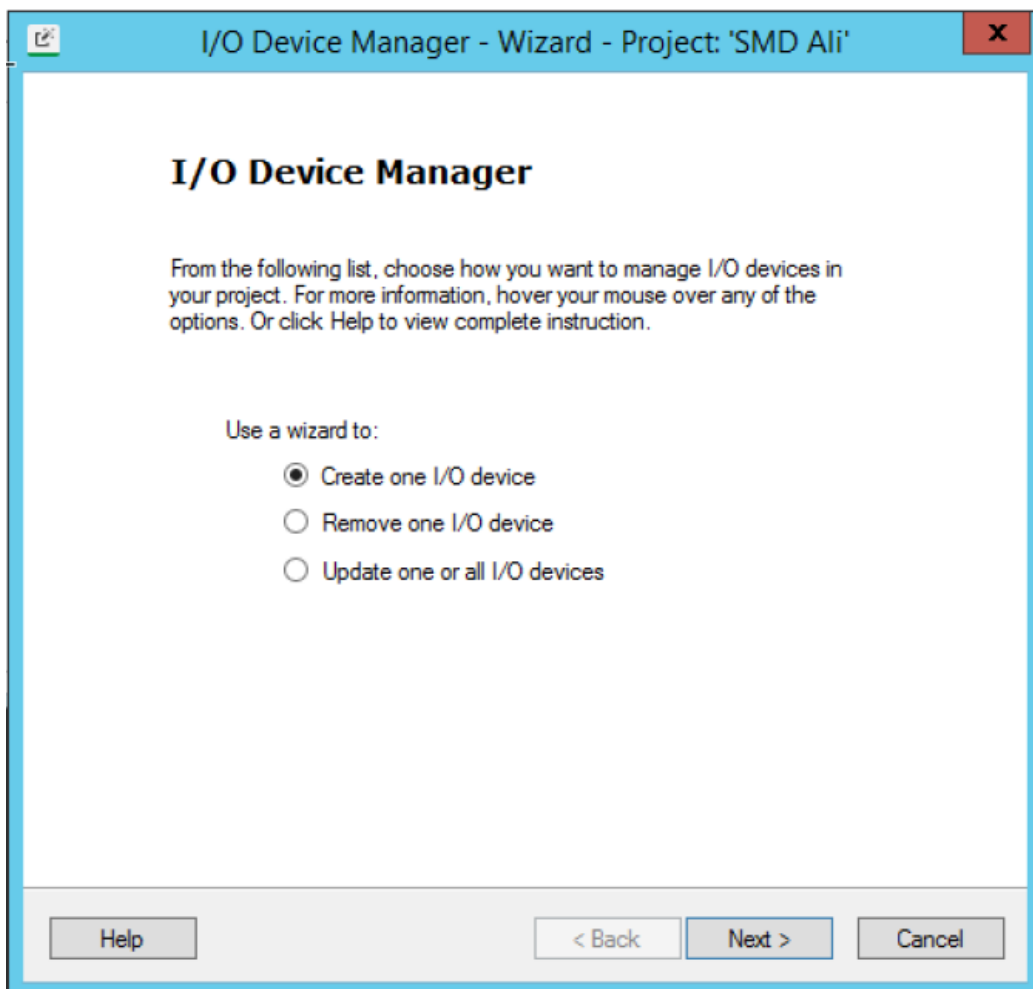 I/O Device Manager - Wizard - Project: 'SMD Ali'
x
I/O Device Manager
From the following list, choose how you want to manage I/O devices in
your project. For more information, hover your mouse over any of the
options. Or click Help to view complete instruction.
Use a wizard to:
Create one I/O device
Remove one I/O device
Update one or all I/O devices
Help
< Back
Next >
Cancel